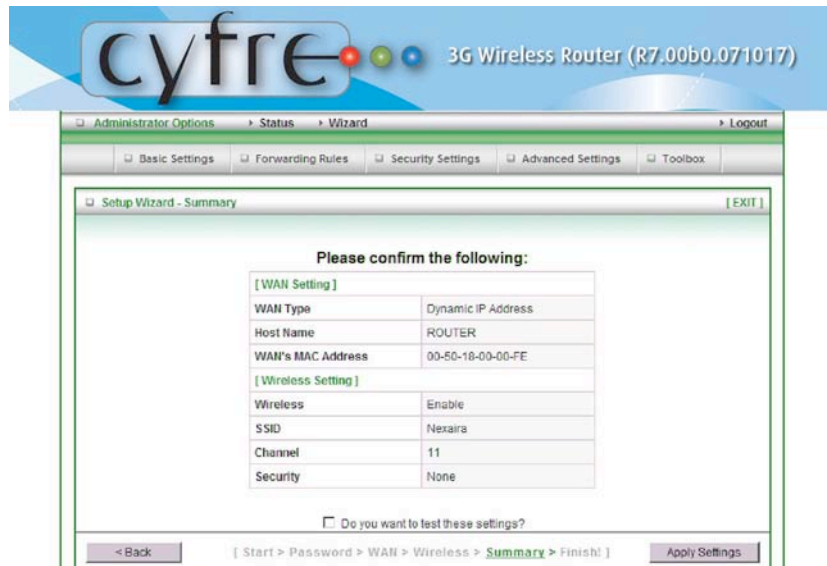 cyfre
3G Wireless Router (R7.00b0.071017)
Administrator Options Status Wizard Logout
Basic Settings Forwarding Rules Security Settings Advanced Settings Toolbox
Setup Wizard - Summary [ EXIT ]
Please confirm the following:
[ WAN Setting ]
WAN Type Dynamic IP Address
Host Name ROUTER
WAN's MAC Address 00-50-18-00-00-FE
[ Wireless Setting ]
Wireless Enable
SSID Nexaira
Channel 11
Security None
Do you want to test these settings?
< Back [ Start > Password > WAN > Wireless > Summary > Finish! ] Apply Settings